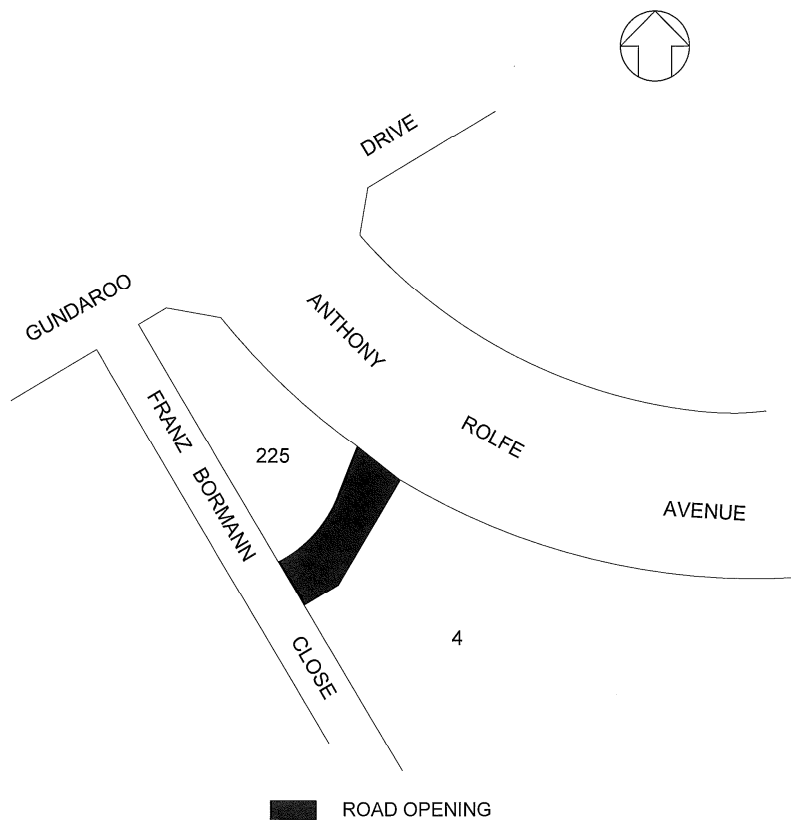 DRIVE
GUNDAROO
ANTHONY
ROLFE
AVENUE
FRANZ BORMANN
CLOSE
225
4
ROAD OPENING